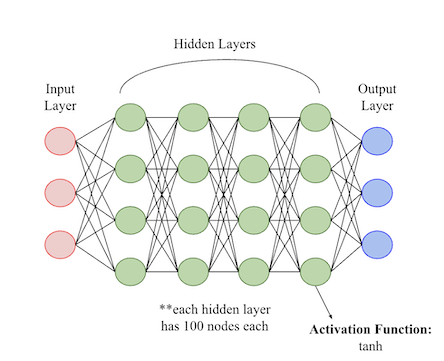 Hidden Layers
Input
Layer
Output
Layer
**each hidden layer
has 100 nodes each
Activation Function:
tanh